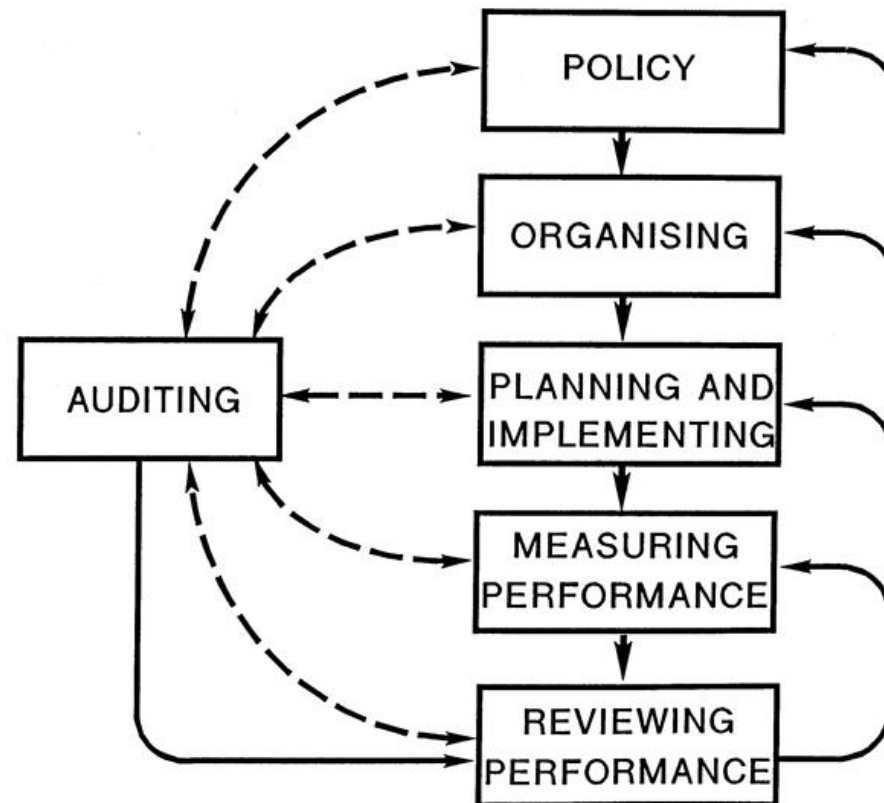 POLICY
ORGANISING
AUDITING
PLANNING AND
IMPLEMENTING
MEASURING
PERFORMANCE
REVIEWING
PERFORMANCE